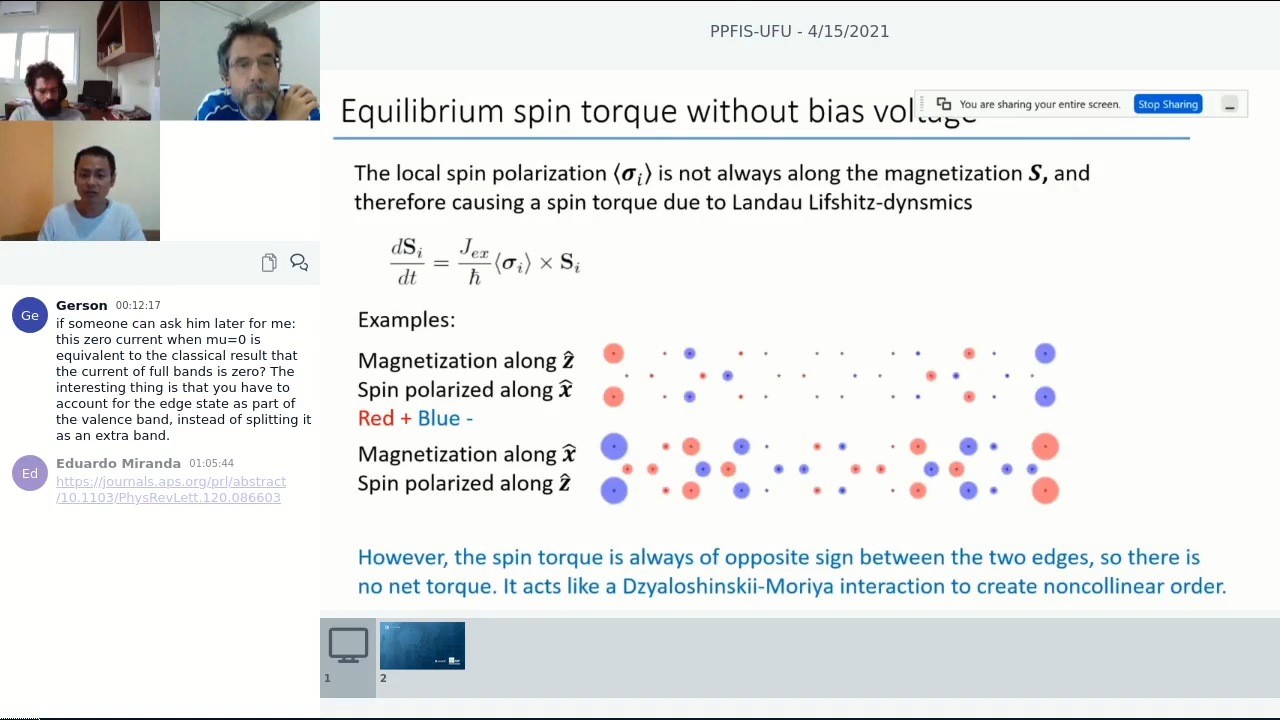 PPFIS-UFU - 4/15/2021
Equilibrium spin torque without bias voltage
You are sharing your entire screen.
Stop Sharing
The local spin polarization ⟨σᵢ⟩ is not always along the magnetization S, and
therefore causing a spin torque due to Landau Lifshitz-dynsmics
dSᵢ/dt = Jₑₓ/ħ ⟨σᵢ⟩ × Sᵢ
Examples:
Magnetization along ẑ
Spin polarized along x̂
Red + Blue -
Magnetization along x̂
Spin polarized along ẑ
However, the spin torque is always of opposite sign between the two edges, so there is
no net torque. It acts like a Dzyaloshinskii-Moriya interaction to create noncollinear order.
Ge
Gerson 00:12:17
if someone can ask him later for me:
this zero current when mu=0 is
equivalent to the classical result that
the current of full bands is zero? The
interesting thing is that you have to
account for the edge state as part of
the valence band, instead of splitting it
as an extra band.
Ed
Eduardo Miranda 01:05:44
https://journals.aps.org/prl/abstract
/10.1103/PhysRevLett.120.086603
1
2